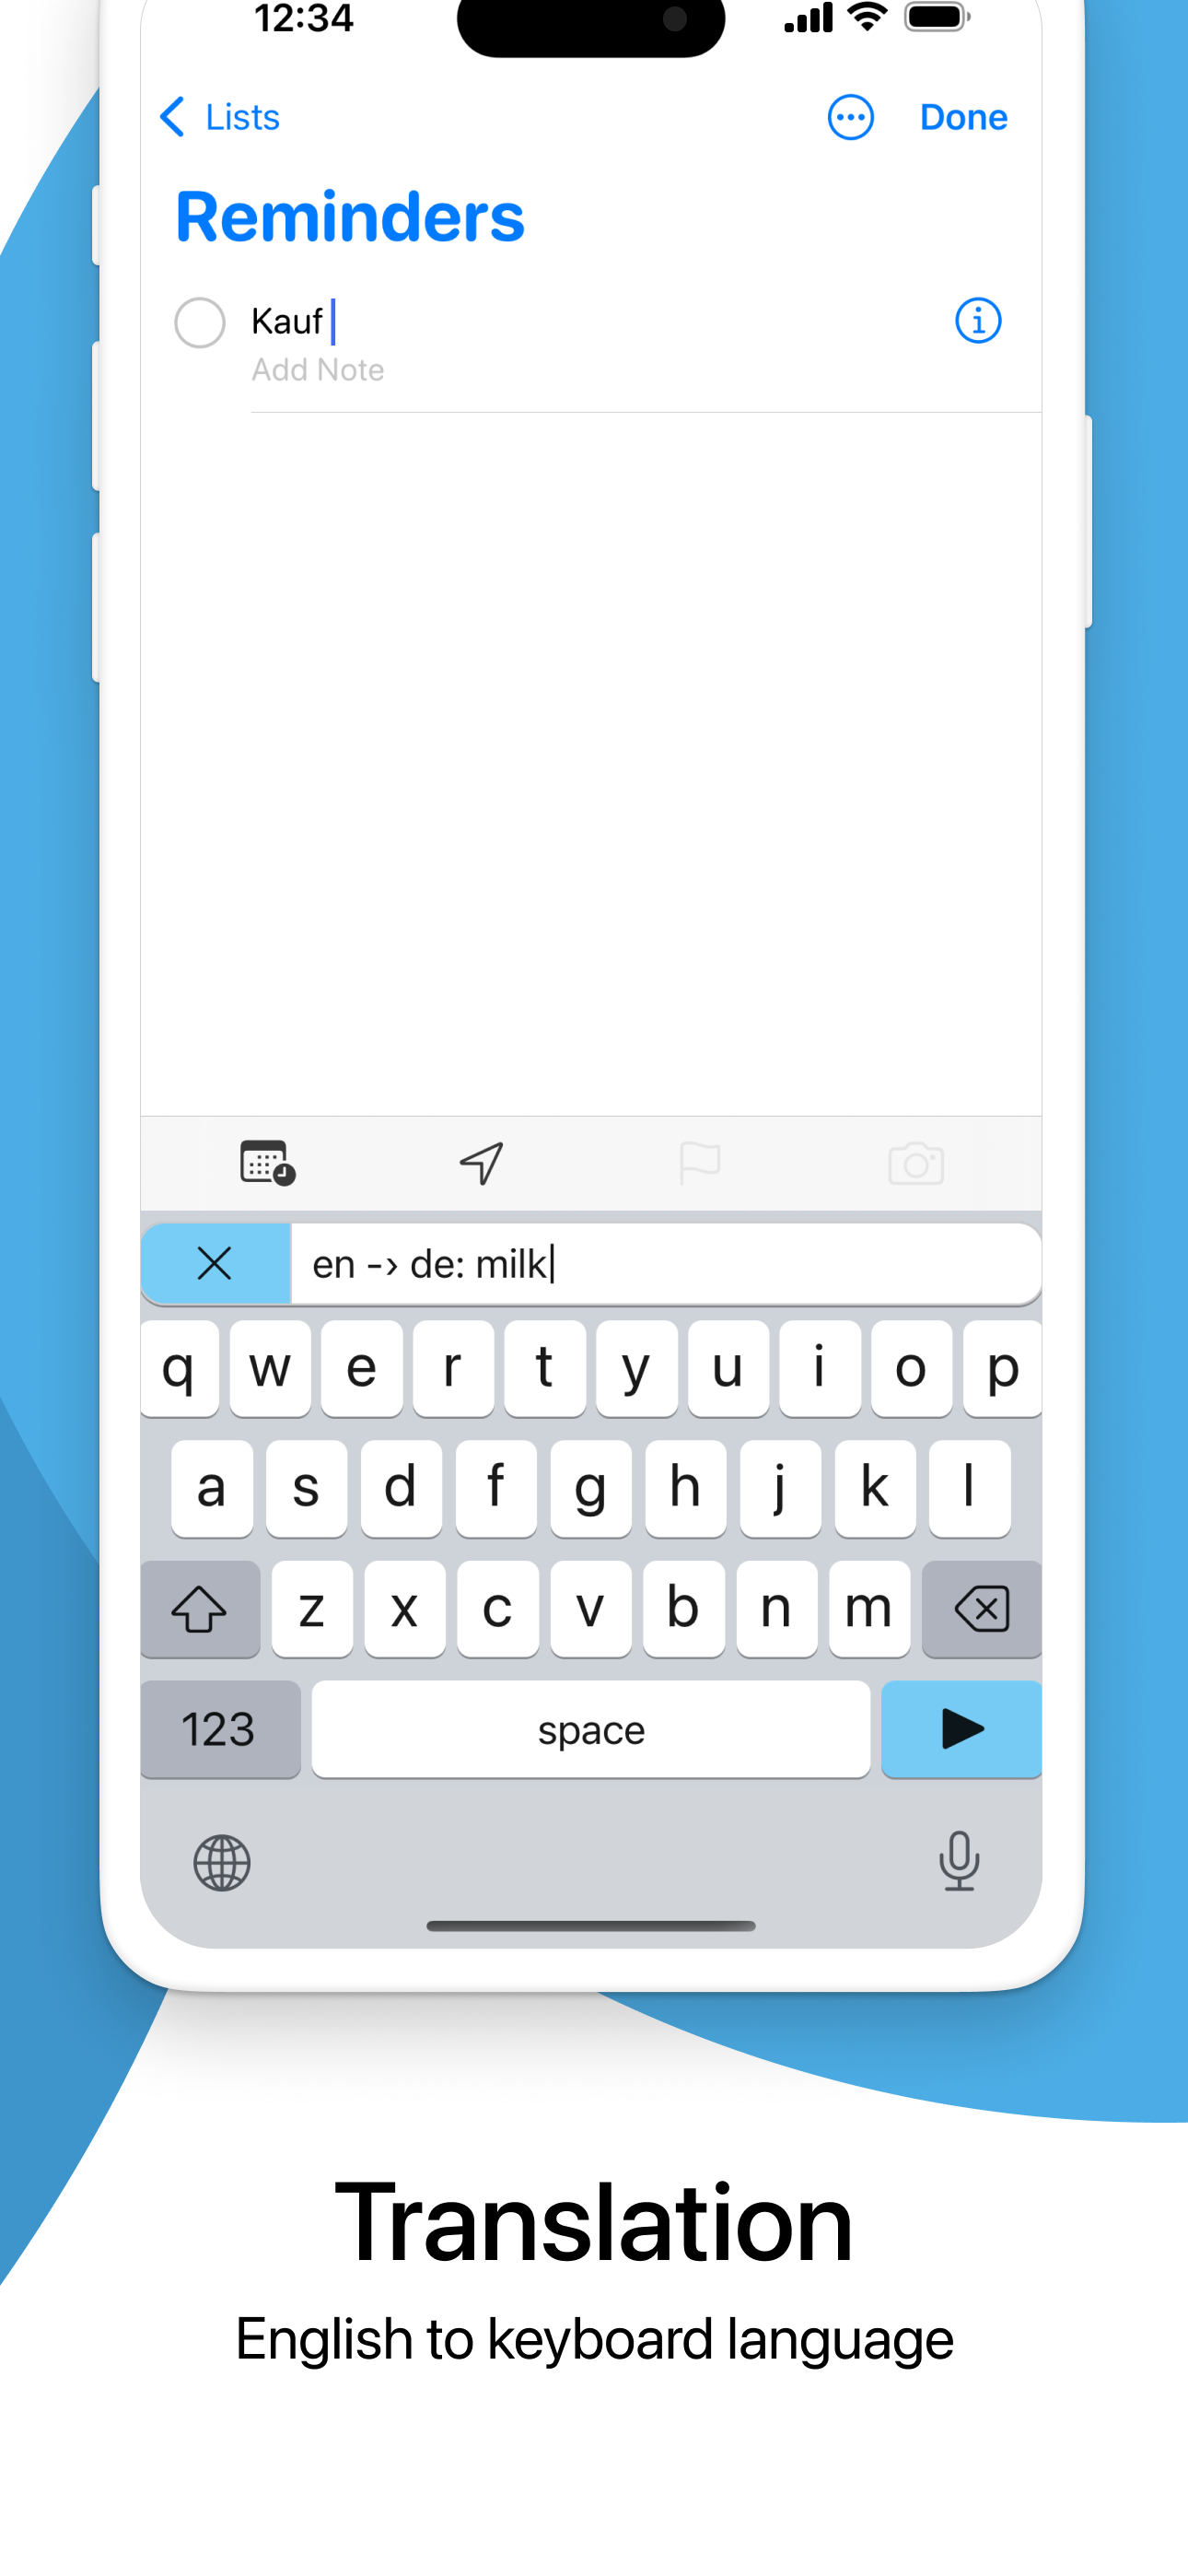 12:34
Lists
Done
Reminders
Kauf
Add Note
en -› de: milk
q w e r t y u i o p
a s d f g h j k l
z x c v b n m
123 space
Translation
English to keyboard language